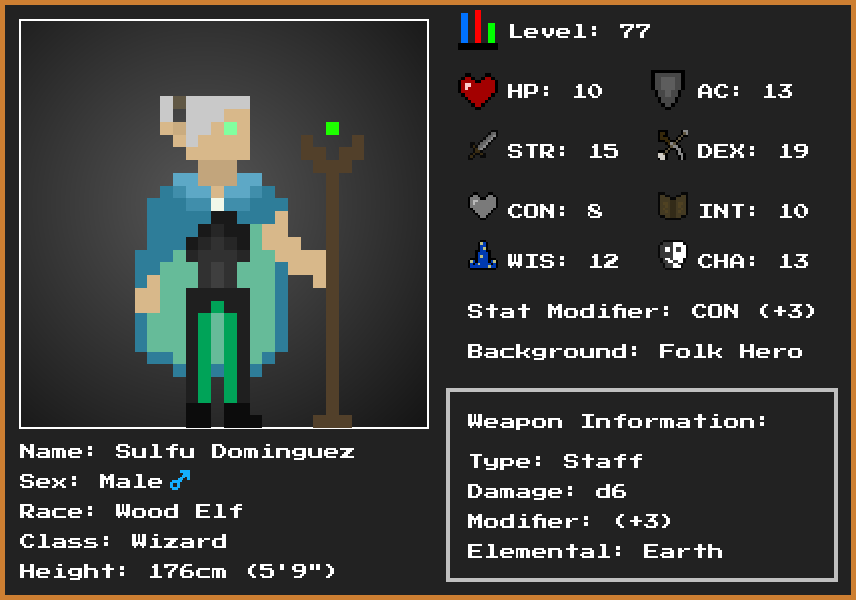 Level: 77
HP: 10
AC: 13
STR: 15
DEX: 19
CON: 8
INT: 10
WIS: 12
CHA: 13
Stat Modifier: CON (+3)
Background: Folk Hero
Weapon Information:
Type: Staff
Damage: d6
Modifier: (+3)
Elemental: Earth
Name: Sulfu Dominguez
Sex: Male♂
Race: Wood Elf
Class: Wizard
Height: 176cm (5'9")